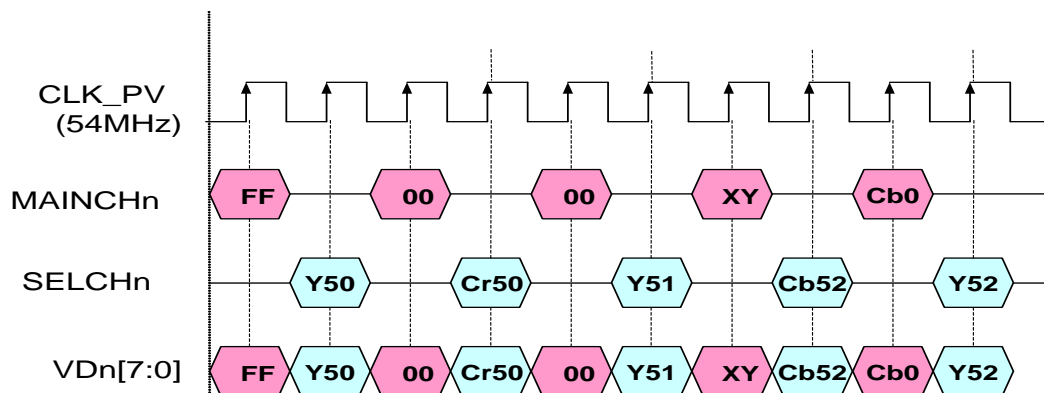 CLK_PV
(54MHz)
MAINCHn FF 00 00 XY Cb0
SELCHn Y50 Cr50 Y51 Cb52 Y52
VDn[7:0] FF Y50 00 Cr50 00 Y51 XY Cb52 Cb0 Y52